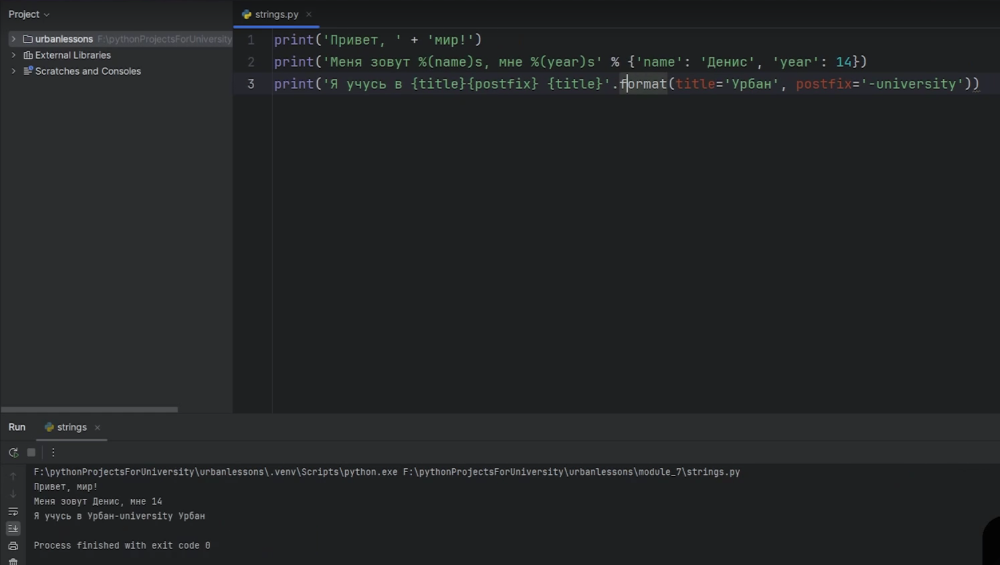 Project
strings.py
urbanlessons F:\pythonProjectsForUniversity
External Libraries
Scratches and Consoles
1 print('Привет, ' + 'мир!')
2 print('Меня зовут %(name)s, мне %(year)s' % {'name': 'Денис', 'year': 14})
3 print('Я учусь в {title}{postfix} {title}'.format(title='Урбан', postfix='-university'))
Run strings
F:\pythonProjectsForUniversity\urbanlessons\.venv\Scripts\python.exe F:\pythonProjectsForUniversity\urbanlessons\module_7\strings.py
Привет, мир!
Меня зовут Денис, мне 14
Я учусь в Урбан-university Урбан
Process finished with exit code 0